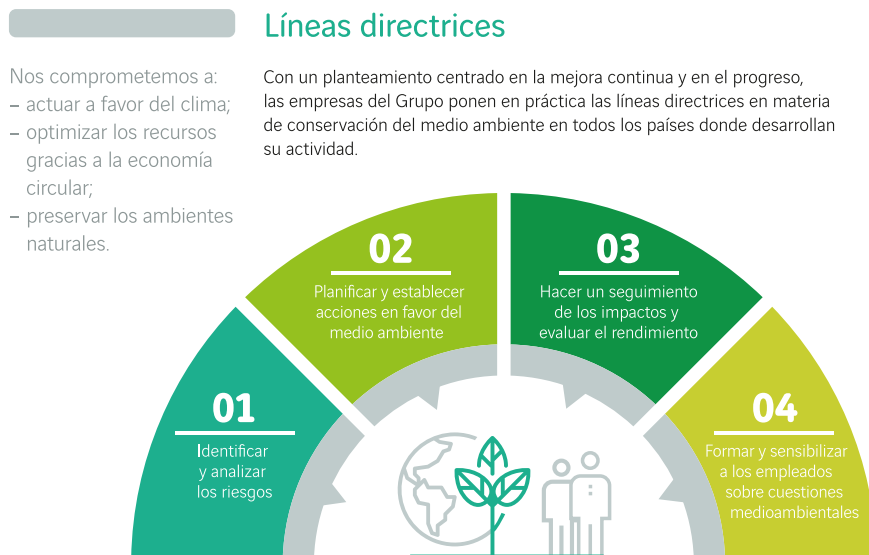 Líneas directrices
Nos comprometemos a:
– actuar a favor del clima;
– optimizar los recursos
gracias a la economía
circular;
– preservar los ambientes
naturales.
Con un planteamiento centrado en la mejora continua y en el progreso,
las empresas del Grupo ponen en práctica las líneas directrices en materia
de conservación del medio ambiente en todos los países donde desarrollan
su actividad.
01
Identificar
y analizar
los riesgos
02
Planificar y establecer
acciones en favor del
medio ambiente
03
Hacer un seguimiento
de los impactos y
evaluar el rendimiento
04
Formar y sensibilizar
a los empleados
sobre cuestiones
medioambientales